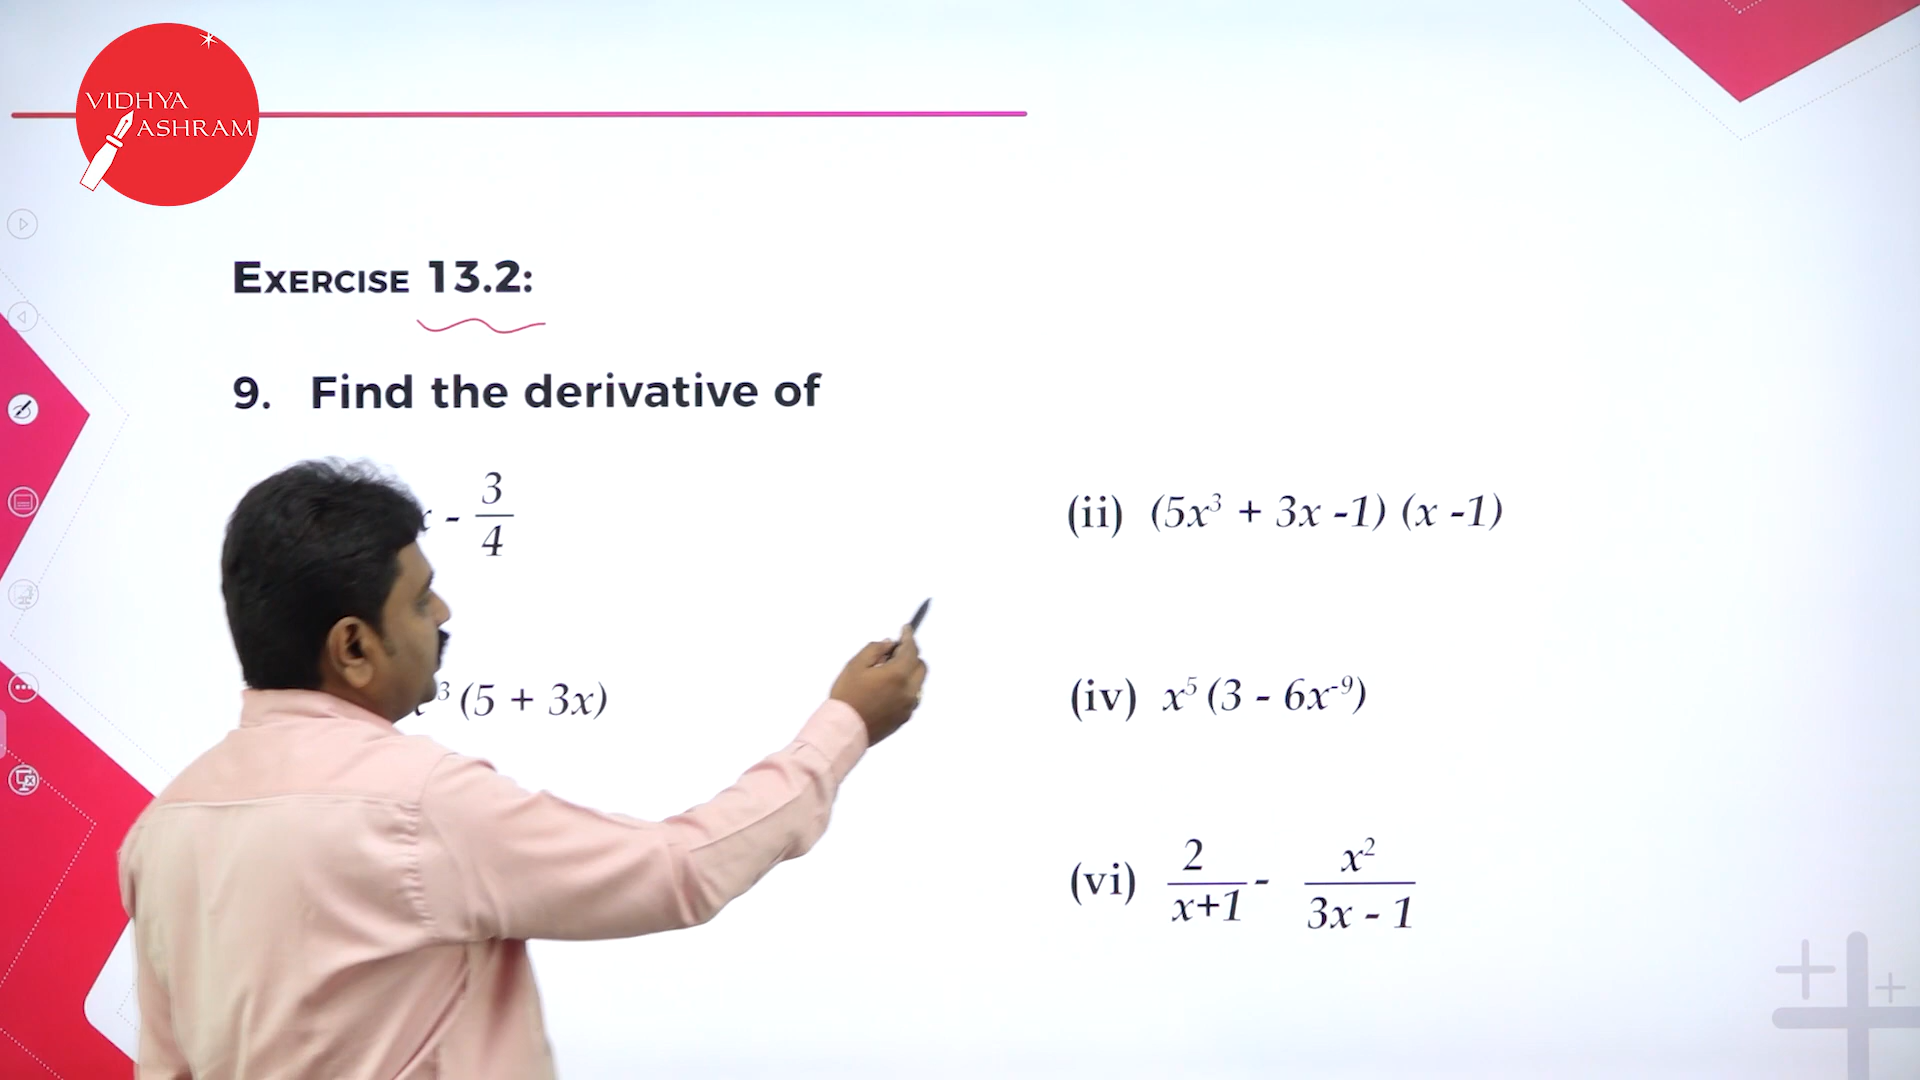 VIDHYA
ASHRAM
EXERCISE 13.2:
9. Find the derivative of
- 3/4
(ii) (5x³ + 3x -1) (x -1)
³ (5 + 3x)
(iv) x⁵ (3 - 6x⁻⁹)
(vi) 2/x+1 - x²/3x - 1